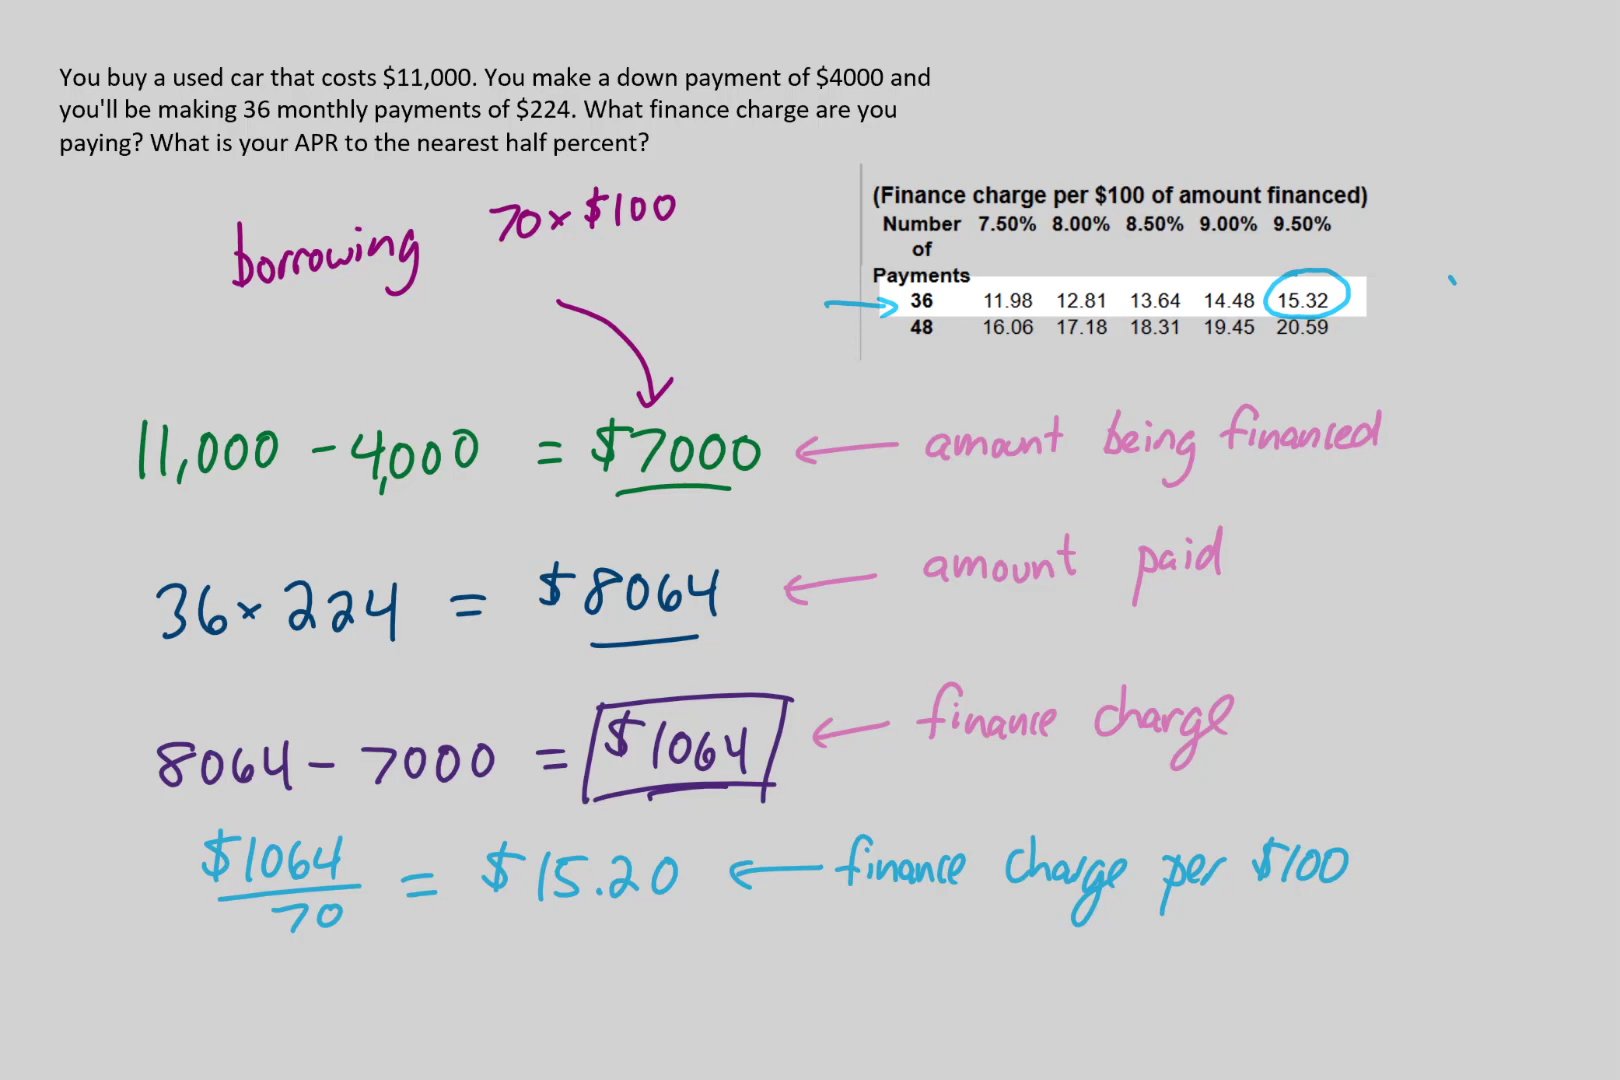 You buy a used car that costs $11,000. You make a down payment of $4000 and
you'll be making 36 monthly payments of $224. What finance charge are you
paying? What is your APR to the nearest half percent?
(Finance charge per $100 of amount financed)
Number 7.50% 8.00% 8.50% 9.00% 9.50%
of
Payments
36 11.98 12.81 13.64 14.48 15.32
48 16.06 17.18 18.31 19.45 20.59
borrowing 70 x $100
11,000 - 4,000 = $7000 ← amount being financed
36 x 224 = $8064 ← amount paid
8064 - 7000 = $1064 ← finance charge
$1064
70
= $15.20 ← finance charge per $100